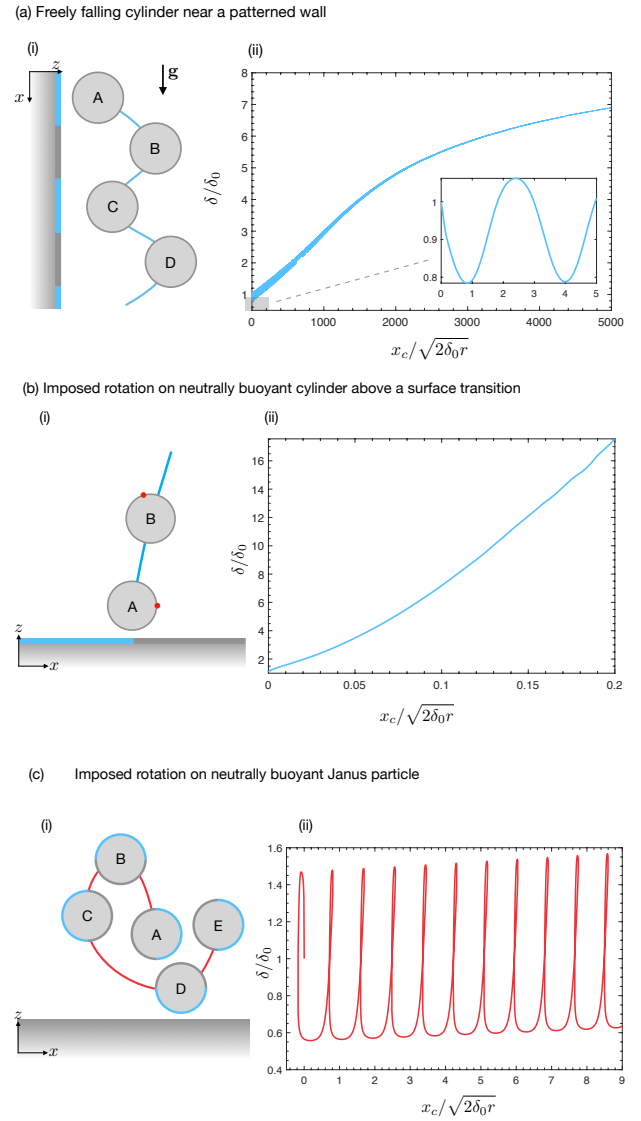 (a) Freely falling cylinder near a patterned wall
(i)
(ii)
z
x
g
A
B
C
D
δ/δ₀
8
7
6
5
4
3
2
1
0
1000
2000
3000
4000
5000
1
0.9
0.8
0
1
2
3
4
5
x_c/√2δ₀r
(b) Imposed rotation on neutrally buoyant cylinder above a surface transition
(i)
(ii)
B
A
z
x
δ/δ₀
16
14
12
10
8
6
4
2
0
0.05
0.1
0.15
0.2
x_c/√2δ₀r
(c) Imposed rotation on neutrally buoyant Janus particle
(i)
(ii)
B
C
A
E
D
z
x
δ/δ₀
1.6
1.4
1.2
1
0.8
0.6
0.4
0
1
2
3
4
5
6
7
8
9
x_c/√2δ₀r